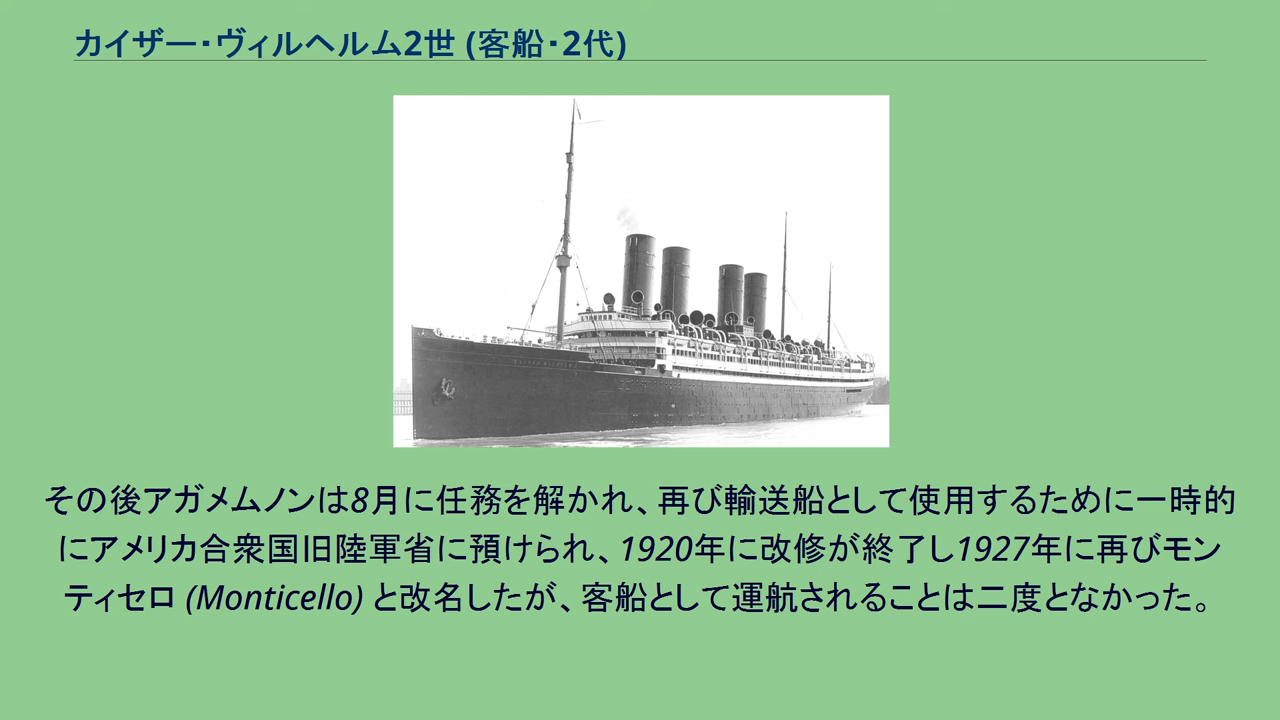 カイザー・ヴィルヘルム2世 (客船・2代)
その後アガメムノンは8月に任務を解かれ、再び輸送船として使用するために一時的
にアメリカ合衆国旧陸軍省に預けられ、1920年に改修が終了し1927年に再びモン
ティセロ (Monticello) と改名したが、客船として運航されることは二度となかった。